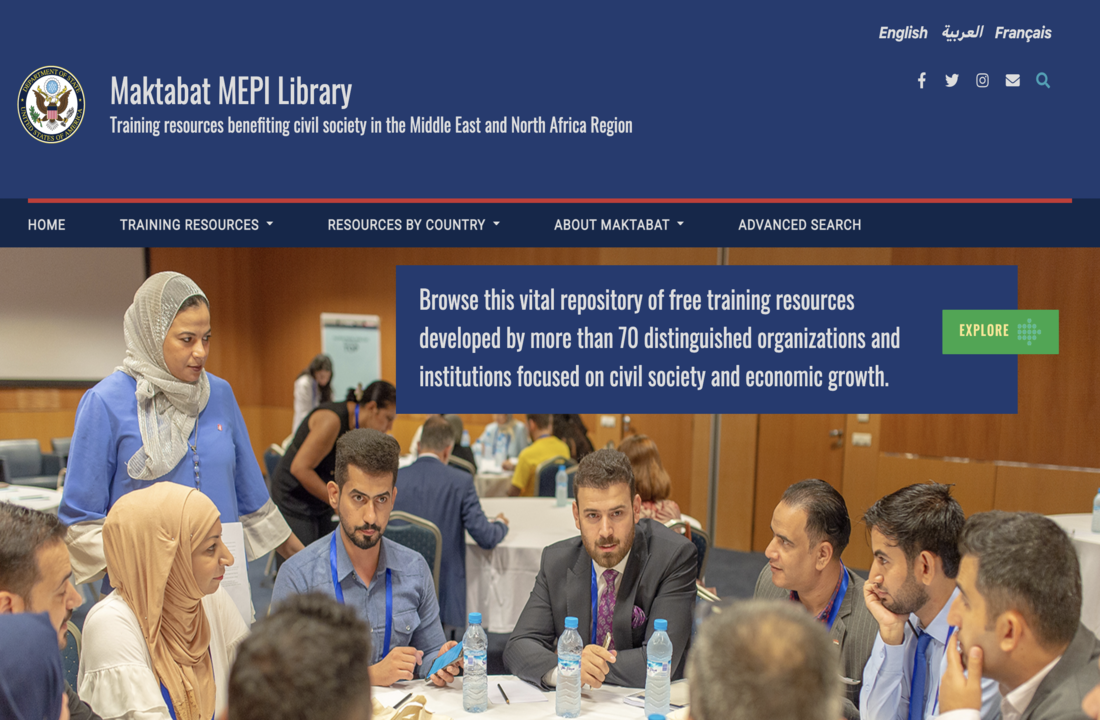 English العربية Français
DEPARTMENT OF STATE
UNITED STATES OF AMERICA
Maktabat MEPI Library
Training resources benefiting civil society in the Middle East and North Africa Region
HOME TRAINING RESOURCES RESOURCES BY COUNTRY ABOUT MAKTABAT ADVANCED SEARCH
Browse this vital repository of free training resources
developed by more than 70 distinguished organizations and
institutions focused on civil society and economic growth.
EXPLORE